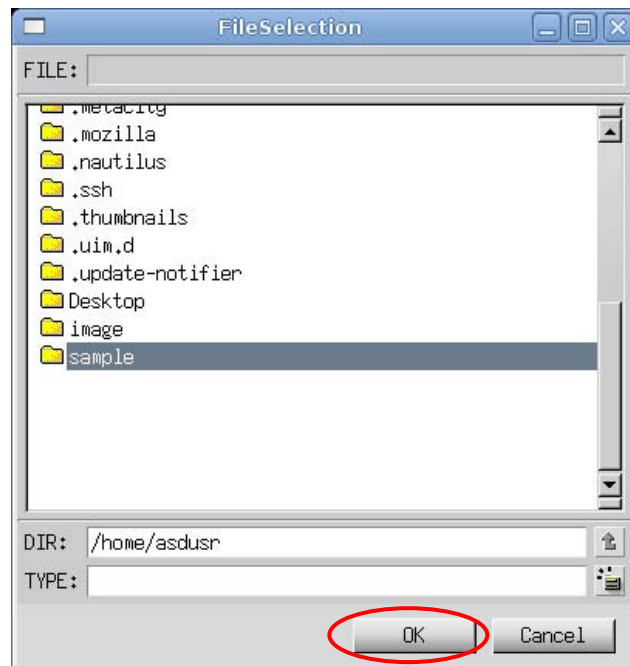 FileSelection
FILE:
.metacity
.mozilla
.nautilus
.ssh
.thumbnails
.uim.d
.update-notifier
Desktop
image
sample
DIR: /home/asdusr
TYPE:
OK Cancel